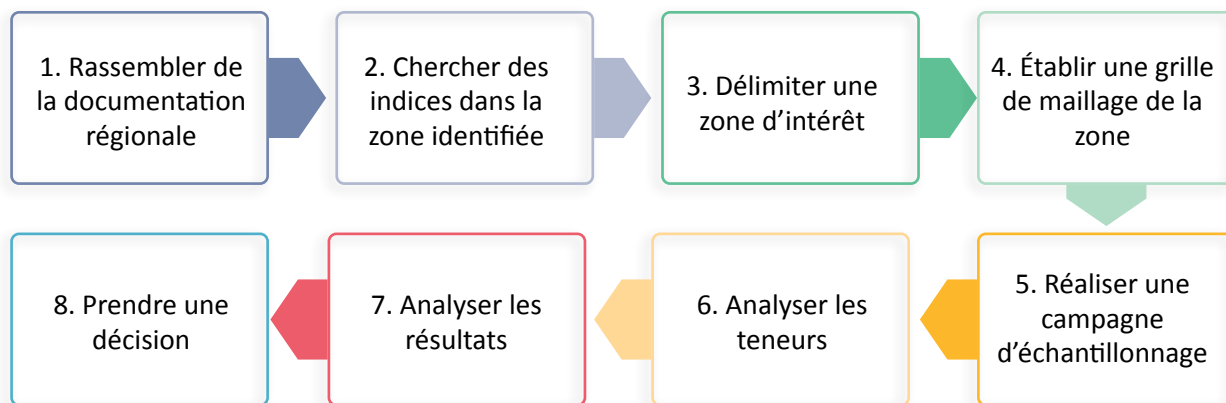 1. Rassembler de
la documentation
régionale
2. Chercher des
indices dans la
zone identifiée
3. Délimiter une
zone d’intérêt
4. Établir une grille
de maillage de la
zone
5. Réaliser une
campagne
d'échantillonnage
6. Analyser les
teneurs
7. Analyser les
résultats
8. Prendre une
décision